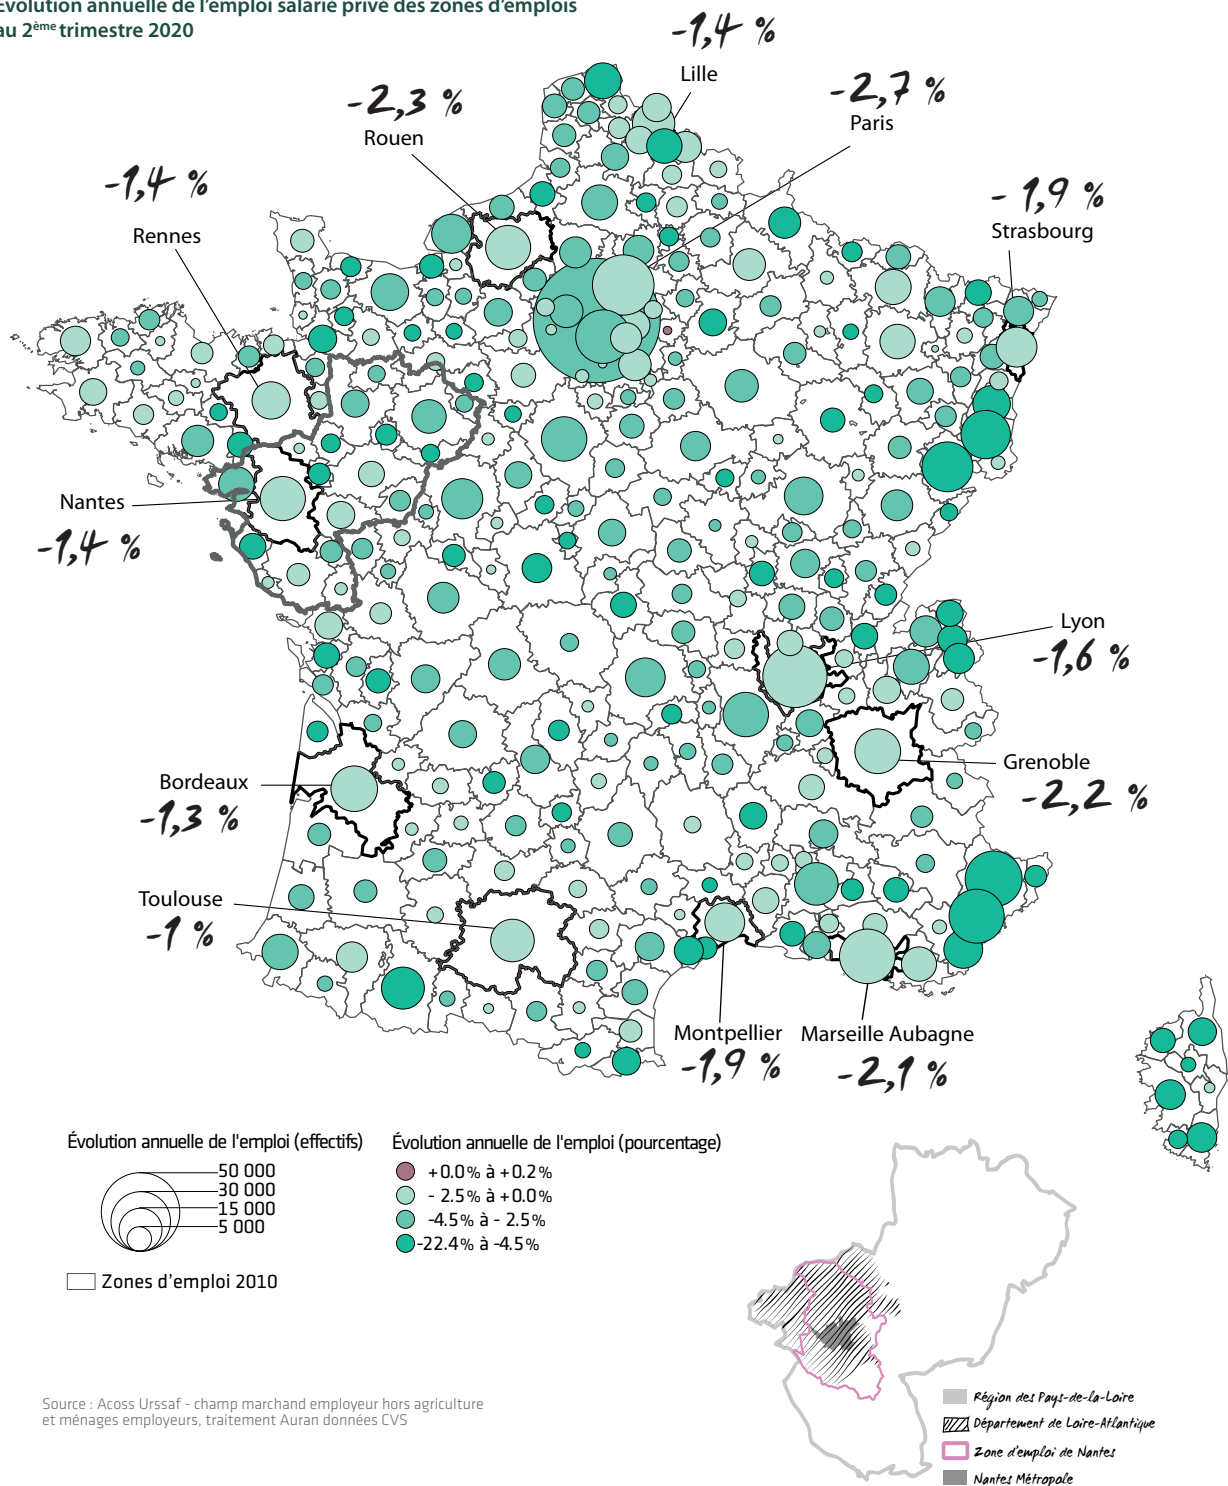 Évolution annuelle de l'emploi salarié privé des zones d'emplois
au 2ème trimestre 2020
-1,4 %
Lille
-2,7 %
Paris
-2,3 %
Rouen
-1,4 %
Rennes
-1,9 %
Strasbourg
Nantes
-1,4 %
Lyon
-1,6 %
Grenoble
-2,2 %
Bordeaux
-1,3 %
Toulouse
-1 %
Montpellier
-1,9 %
Marseille Aubagne
-2,1 %
Évolution annuelle de l'emploi (effectifs)
50 000
30 000
15 000
5 000
Zones d'emploi 2010
Évolution annuelle de l'emploi (pourcentage)
+0.0% à +0.2%
- 2.5% à +0.0%
-4.5% à - 2.5%
-22.4% à -4.5%
Source : Acoss Urssaf - champ marchand employeur hors agriculture
et ménages employeurs, traitement Auran données CVS
Région des Pays-de-la-Loire
Département de Loire-Atlantique
Zone d'emploi de Nantes
Nantes Métropole